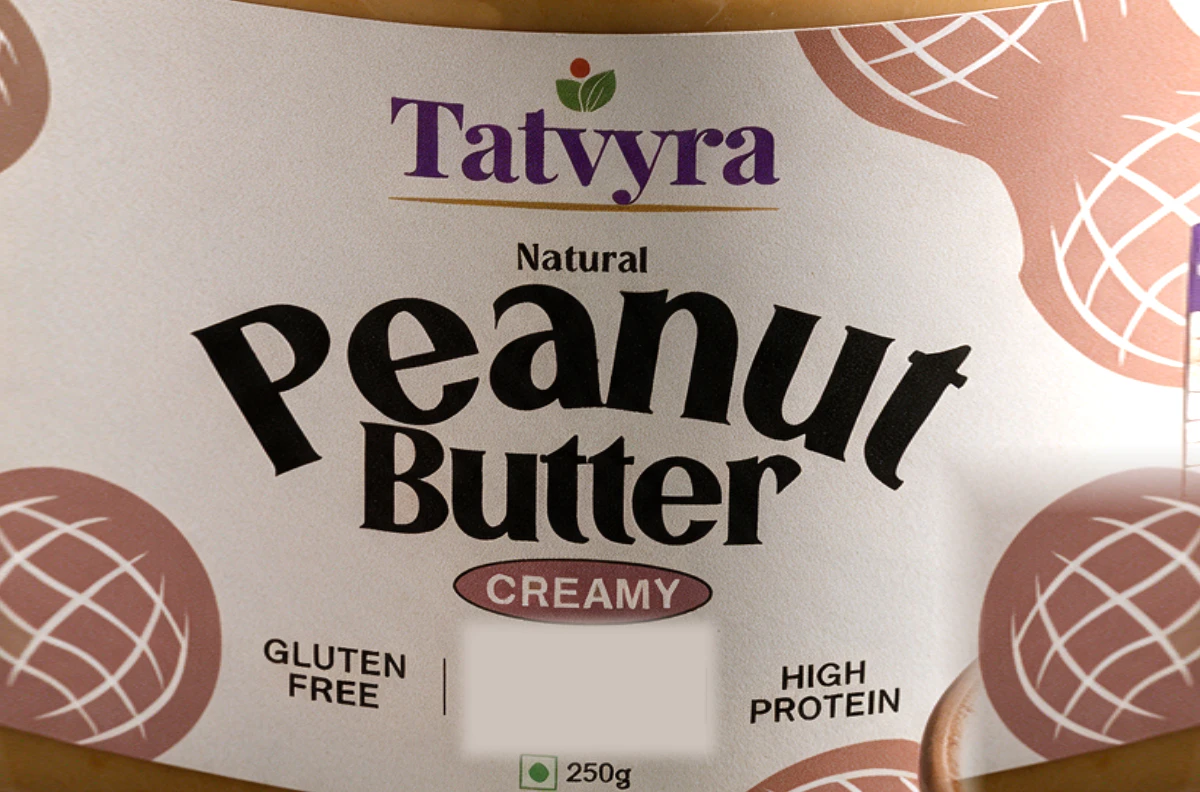 Tatvyra
Natural
Peanut
Butter
CREAMY
GLUTEN
FREE
HIGH
PROTEIN
250g